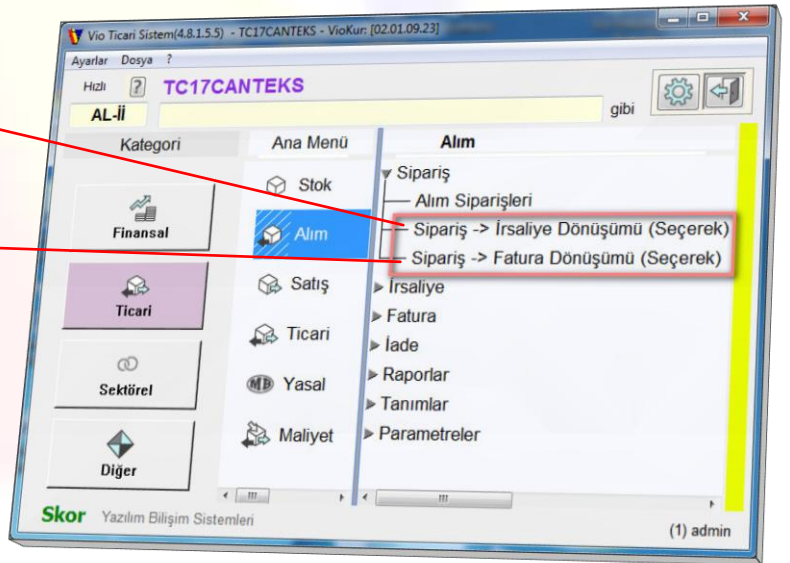 Vio Ticari Sistem(4.8.1.5.5) - TC17CANTEKS - VioKur: [02.01.09.23]
Ayarlar Dosya ?
Hızlı ? TC17CANTEKS
AL-İİ gibi
Kategori Ana Menü Alım
Finansal
Ticari
Sektörel
Diğer
Stok
Alım
Satış
Ticari
MB Yasal
Maliyet
Sipariş
Alım Siparişleri
Sipariş -> İrsaliye Dönüşümü (Seçerek)
Sipariş -> Fatura Dönüşümü (Seçerek)
İrsaliye
Fatura
İade
Raporlar
Tanımlar
Parametreler
Skor Yazılım Bilişim Sistemleri (1) admin